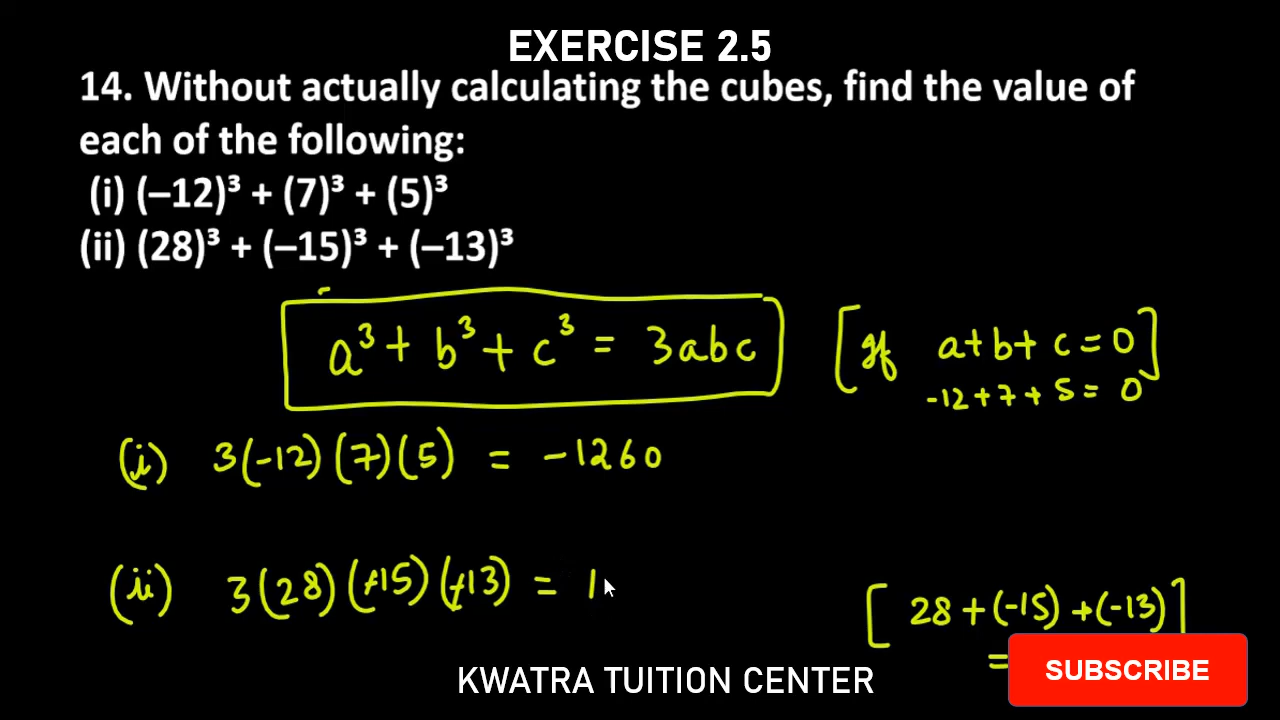 EXERCISE 2.5
14. Without actually calculating the cubes, find the value of
each of the following:
(i) (–12)³ + (7)³ + (5)³
(ii) (28)³ + (–15)³ + (–13)³
a³ + b³ + c³ = 3abc [If a+b+c=0]
-12+7+5=0
(i) 3(-12)(7)(5) = -1260
(ii) 3(28)(-15)(-13) = 1
[28+(-15)+(-13)]
=
SUBSCRIBE
KWATRA TUITION CENTER